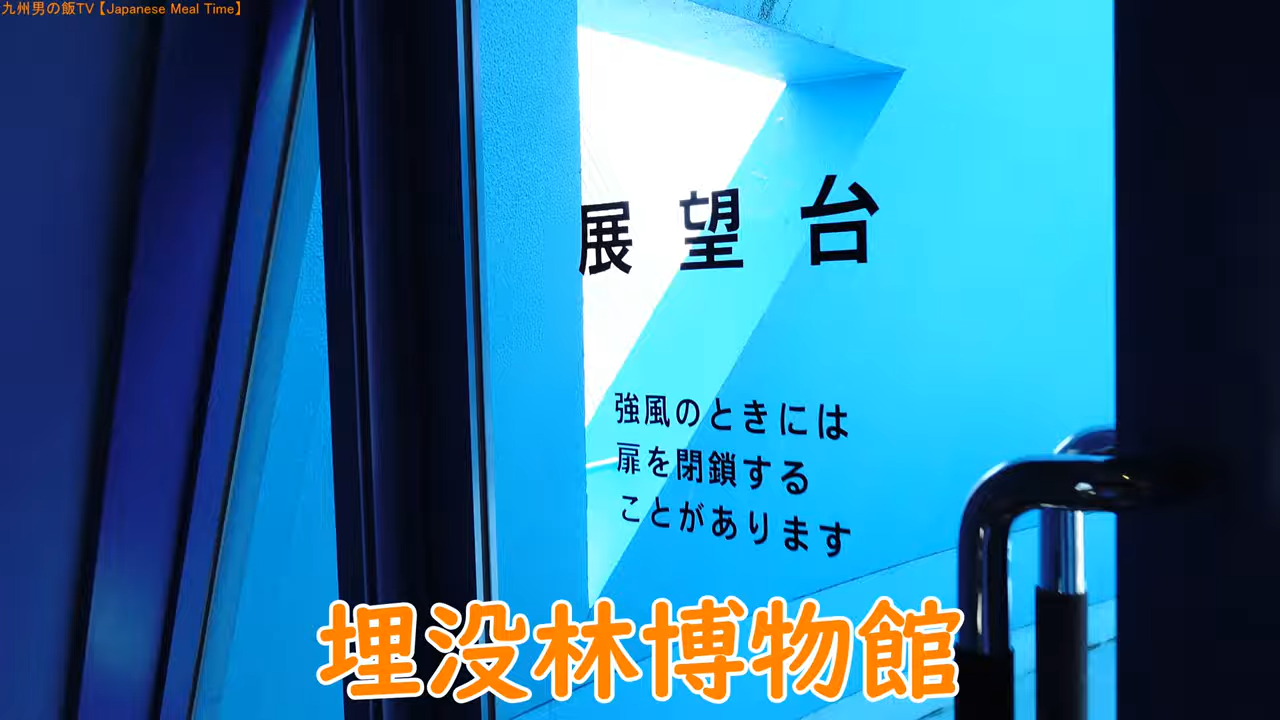 九州男の飯TV【Japanese Meal Time】
展望台
強風のときには
扉を閉鎖する
ことがあります
埋没林博物館